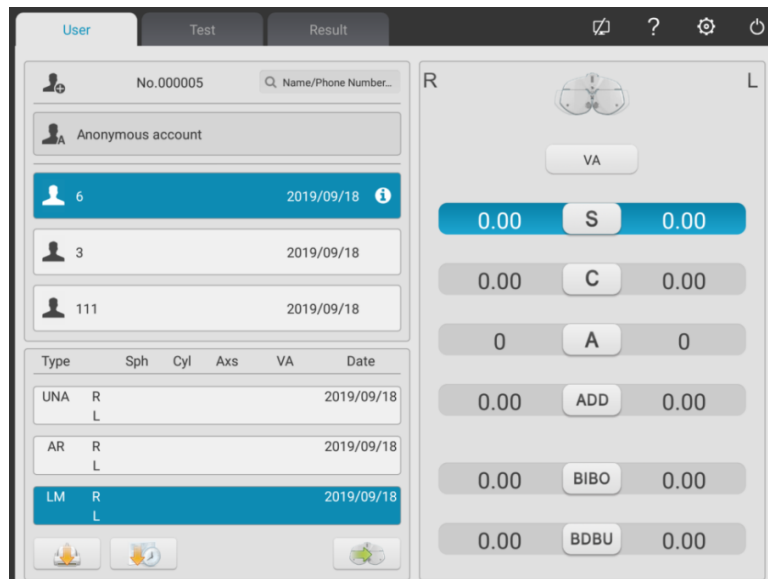 User Test Result ?
No.000005 Name/Phone Number...
A Anonymous account
6 2019/09/18 i
3 2019/09/18
111 2019/09/18
Type Sph Cyl Axs VA Date
UNA R 2019/09/18
L
AR R 2019/09/18
L
LM R 2019/09/18
L
R L
VA
0.00 S 0.00
0.00 C 0.00
0 A 0
0.00 ADD 0.00
0.00 BIBO 0.00
0.00 BDBU 0.00